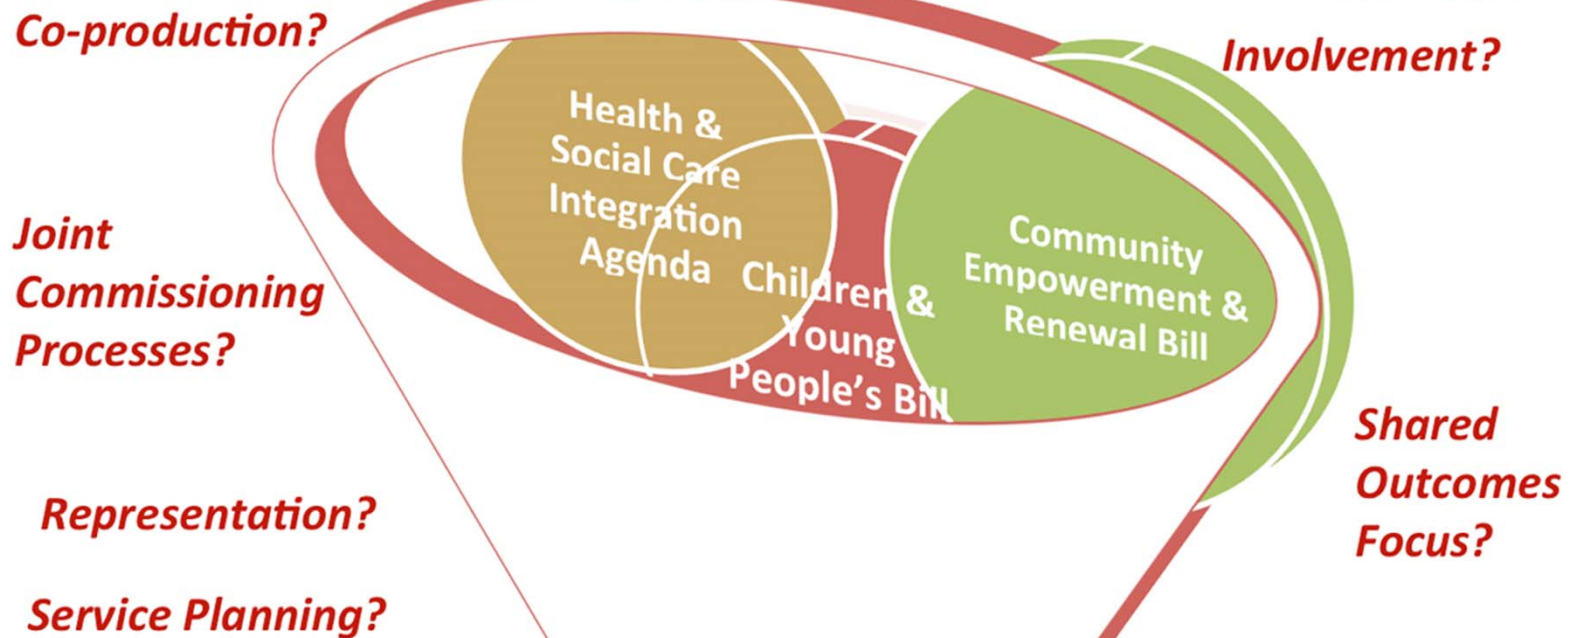 Co-production?
Involvement?
Health &
Social Care
Integration
Agenda
Children &
Young
People's Bill
Community
Empowerment &
Renewal Bill
Joint
Commissioning
Processes?
Shared
Outcomes
Focus?
Representation?
Service Planning?